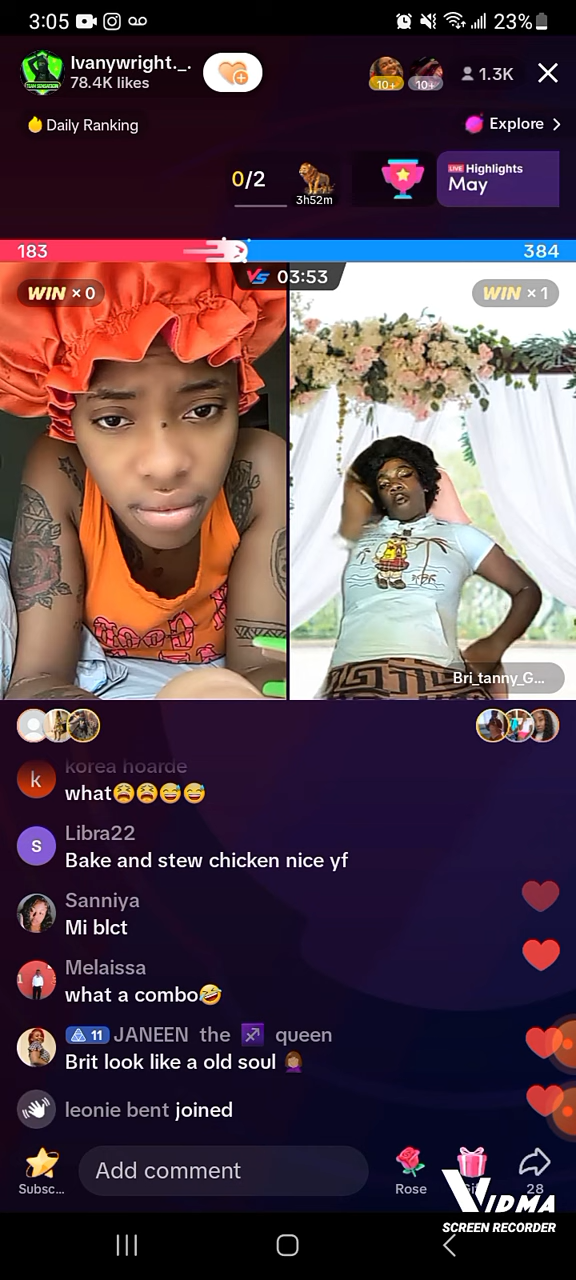 3:05
23%
Ivanywright._.
78.4K likes
10+
10+
1.3K
Daily Ranking
Explore
0/2
3h52m
LIVE Highlights
May
183
384
VS 03:53
WIN × 0
WIN × 1
Bri_tanny_G...
korea hoarde
what😫😫😅😅
Libra22
Bake and stew chicken nice yf
Sanniya
Mi blct
Melaissa
what a combo🤣
11 JANEEN the ♐ queen
Brit look like a old soul 🤦🏽‍♀️
leonie bent joined
Add comment
Subsc...
Rose
28
VIDMA
SCREEN RECORDER